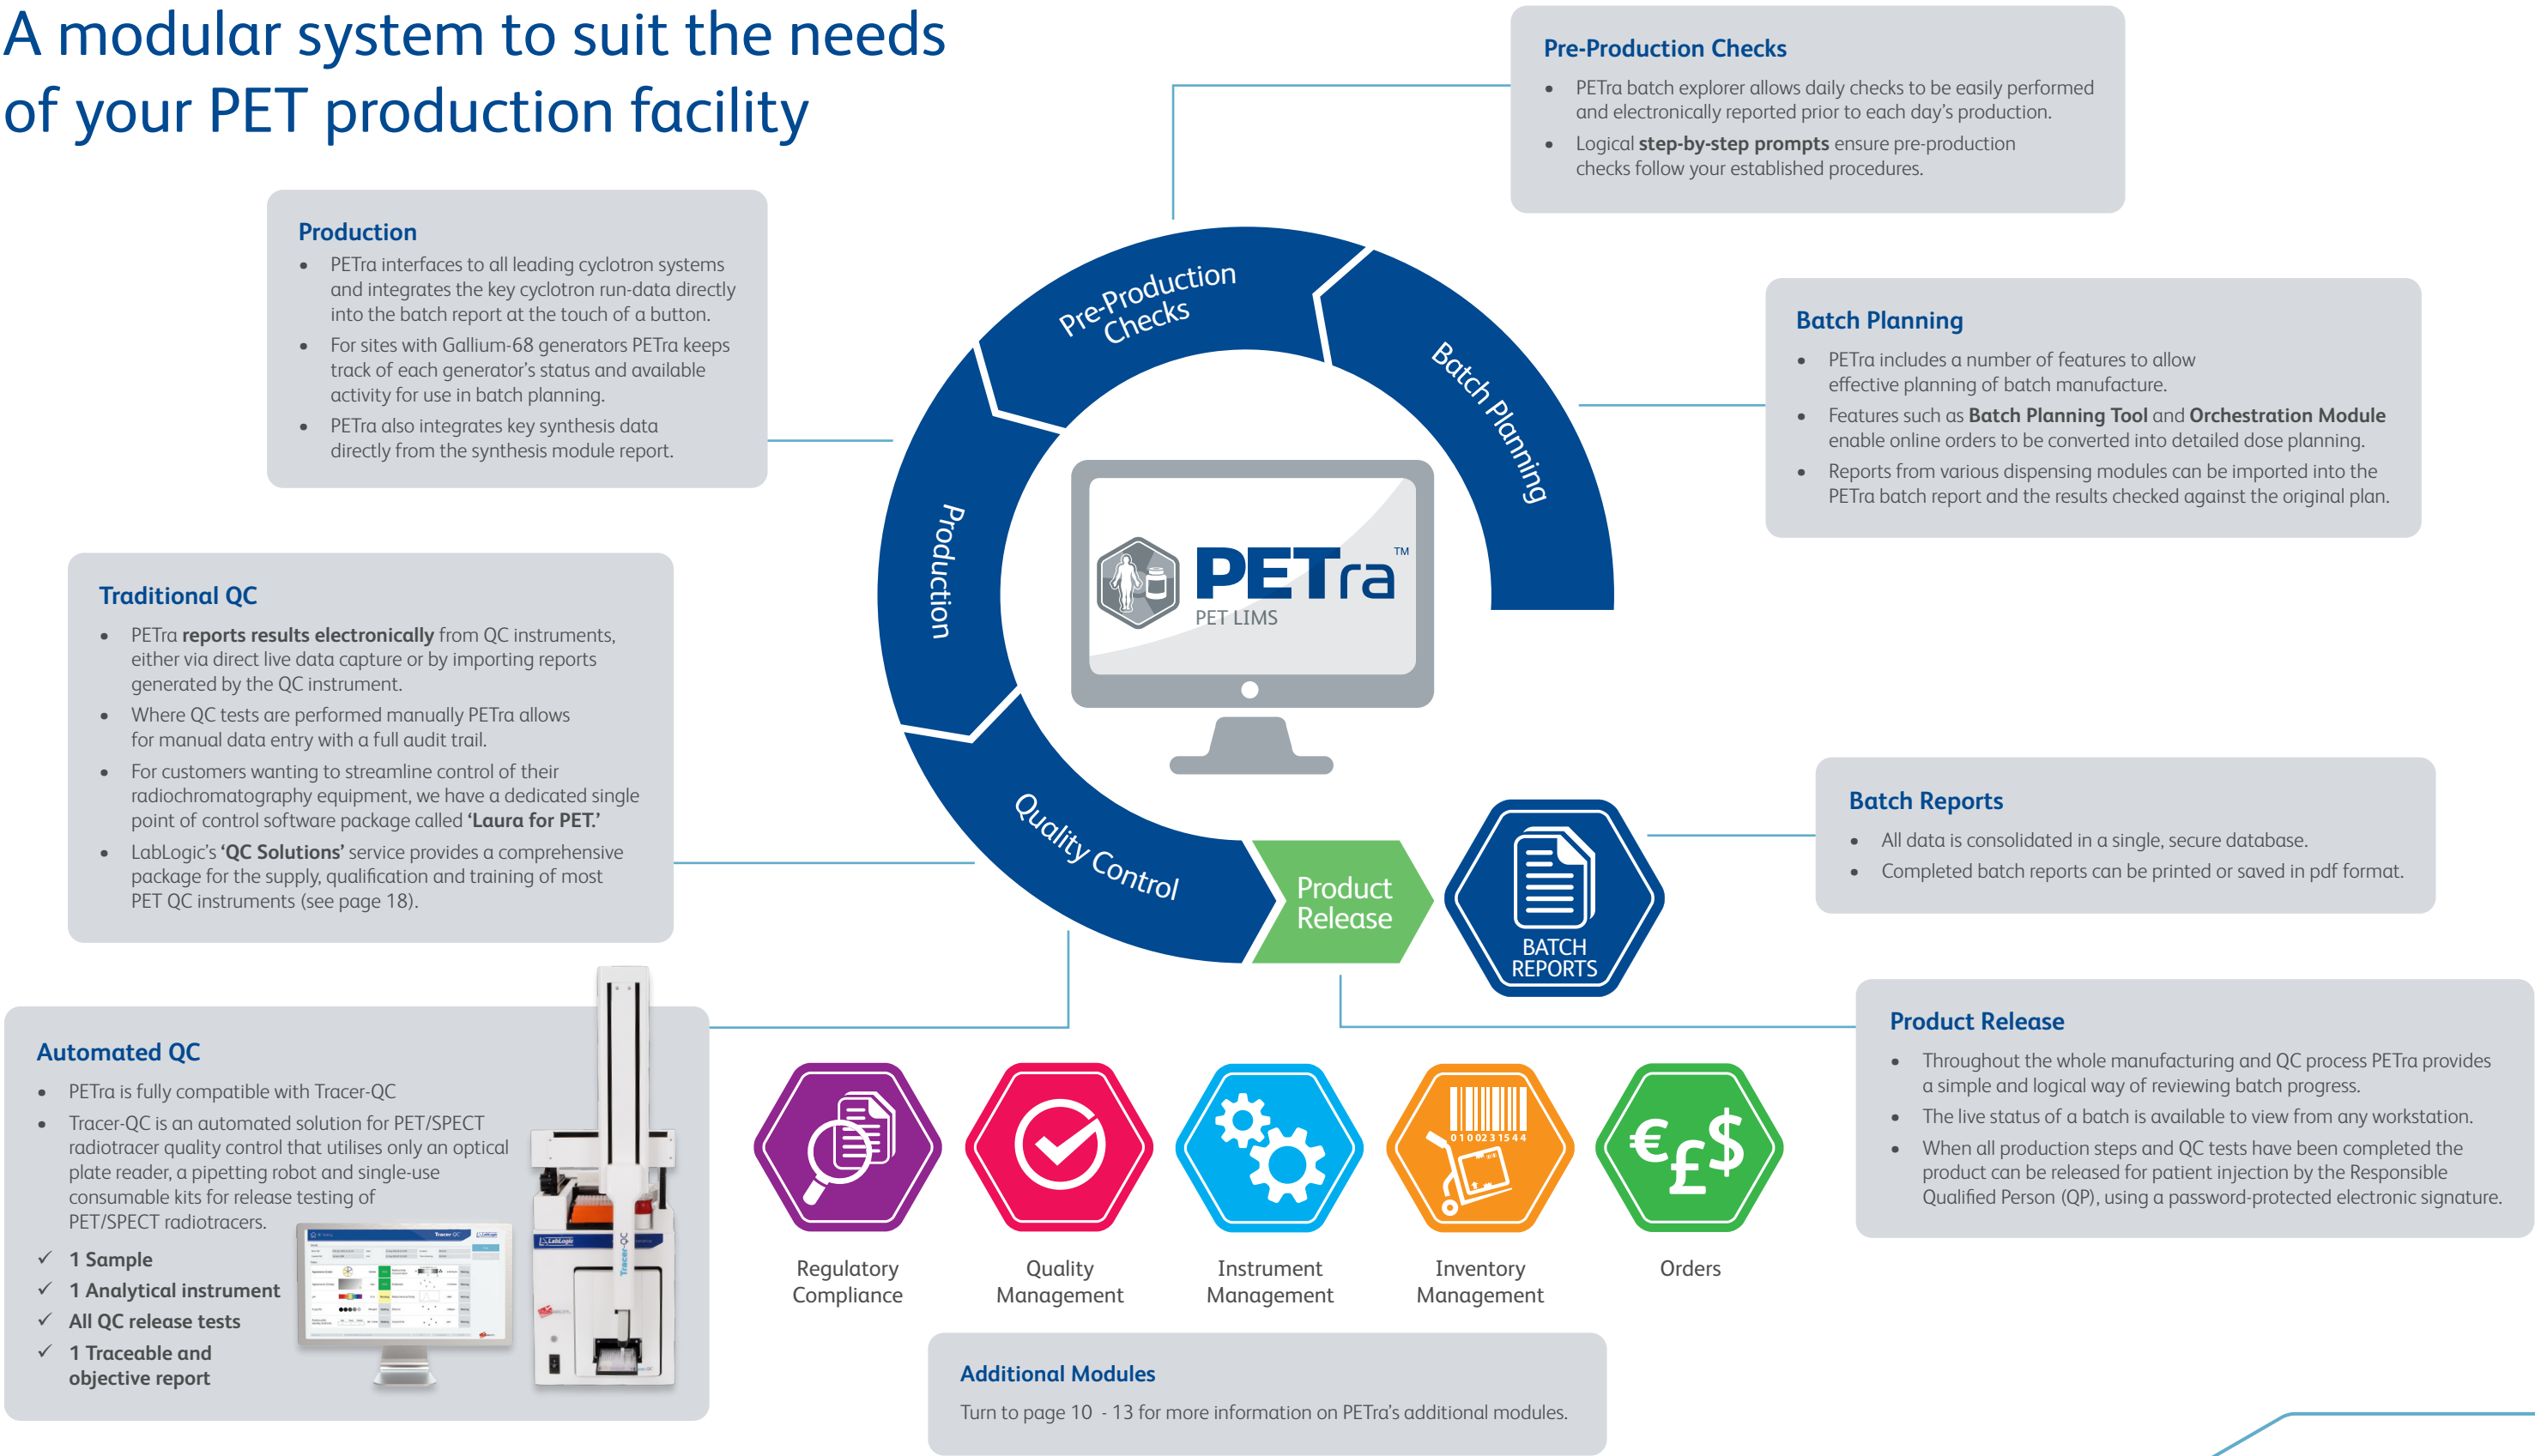 A modular system to suit the needs
of your PET production facility
Pre-Production Checks
• PETra batch explorer allows daily checks to be easily performed
and electronically reported prior to each day's production.
• Logical step-by-step prompts ensure pre-production
checks follow your established procedures.
Production
• PETra interfaces to all leading cyclotron systems
and integrates the key cyclotron run-data directly
into the batch report at the touch of a button.
• For sites with Gallium-68 generators PETra keeps
track of each generator's status and available
activity for use in batch planning.
• PETra also integrates key synthesis data
directly from the synthesis module report.
Batch Planning
• PETra includes a number of features to allow
effective planning of batch manufacture.
• Features such as Batch Planning Tool and Orchestration Module
enable online orders to be converted into detailed dose planning.
• Reports from various dispensing modules can be imported into the
PETra batch report and the results checked against the original plan.
Pre-Production
Checks
Batch Planning
Production
Quality Control
Product
Release
PETra™
PET LIMS
BATCH
REPORTS
Traditional QC
• PETra reports results electronically from QC instruments,
either via direct live data capture or by importing reports
generated by the QC instrument.
• Where QC tests are performed manually PETra allows
for manual data entry with a full audit trail.
• For customers wanting to streamline control of their
radiochromatography equipment, we have a dedicated single
point of control software package called ‘Laura for PET.’
• LabLogic's ‘QC Solutions’ service provides a comprehensive
package for the supply, qualification and training of most
PET QC instruments (see page 18).
Batch Reports
• All data is consolidated in a single, secure database.
• Completed batch reports can be printed or saved in pdf format.
Automated QC
• PETra is fully compatible with Tracer-QC
• Tracer-QC is an automated solution for PET/SPECT
radiotracer quality control that utilises only an optical
plate reader, a pipetting robot and single-use
consumable kits for release testing of
PET/SPECT radiotracers.
✓ 1 Sample
✓ 1 Analytical instrument
✓ All QC release tests
✓ 1 Traceable and
objective report
Tracer-QC
LabLogic
LabLogic
Tracer-QC
Product Release
• Throughout the whole manufacturing and QC process PETra provides
a simple and logical way of reviewing batch progress.
• The live status of a batch is available to view from any workstation.
• When all production steps and QC tests have been completed the
product can be released for patient injection by the Responsible
Qualified Person (QP), using a password-protected electronic signature.
0100231544
€£$
Regulatory
Compliance
Quality
Management
Instrument
Management
Inventory
Management
Orders
Additional Modules
Turn to page 10 - 13 for more information on PETra's additional modules.